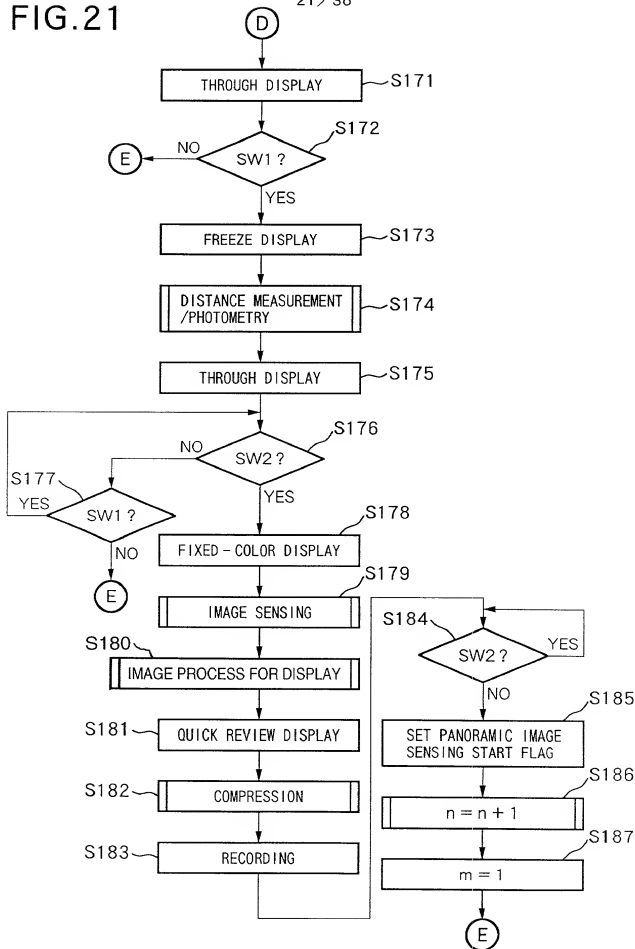 FIG.21
21/38
D
THROUGH DISPLAY
S171
S172
SW1?
NO
E
YES
FREEZE DISPLAY
S173
DISTANCE MEASUREMENT
/PHOTOMETRY
S174
THROUGH DISPLAY
S175
S176
SW2?
NO
YES
S177
SW1?
YES
NO
E
S178
FIXED-COLOR DISPLAY
S179
IMAGE SENSING
S180
IMAGE PROCESS FOR DISPLAY
S181
QUICK REVIEW DISPLAY
S182
COMPRESSION
S183
RECORDING
S184
SW2?
YES
NO
S185
SET PANORAMIC IMAGE
SENSING START FLAG
S186
n = n + 1
S187
m = 1
E